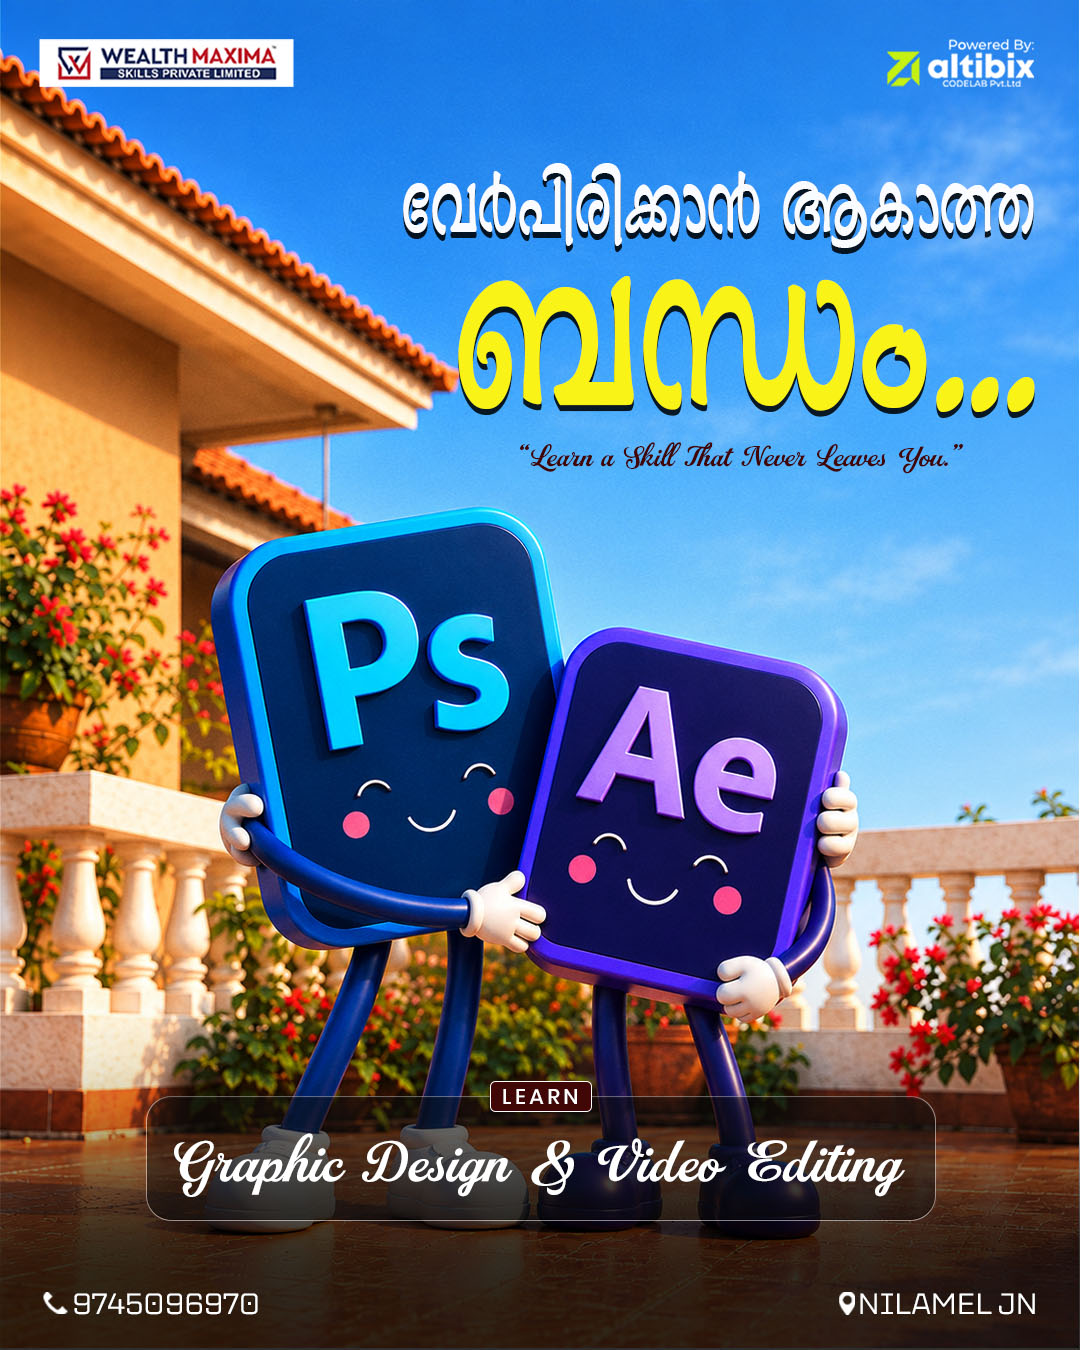 WEALTH MAXIMA™
SKILLS PRIVATE LIMITED
Powered By:
altibix
CODELAB Pvt.Ltd
വേർപിരിക്കാൻ ആകാത്ത
ബന്ധം...
“Learn a Skill That Never Leaves You.”
Ps
Ae
LEARN
Graphic Design & Video Editing
9745096970
NILAMEL JN